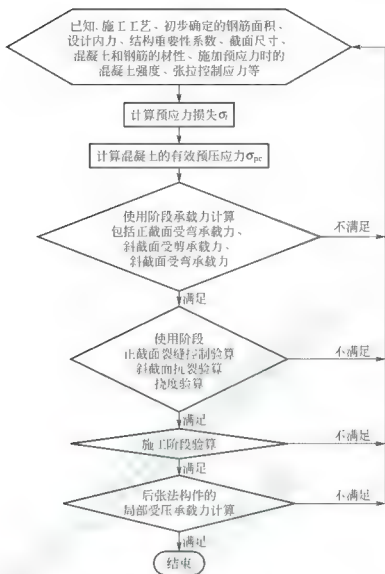 已知：施工工艺、初步确定的钢筋面积、
设计内力、结构重要性系数、截面尺寸、
混凝土和钢筋的材性、施加预应力时的
混凝土强度、张拉控制应力等
计算预应力损失σl
计算混凝土的有效预压应力σpc
使用阶段承载力计算
包括正截面受弯承载力、
斜截面受剪承载力、
斜截面受弯承载力
不满足
满足
使用阶段
正截面裂缝控制验算
斜截面抗裂验算
挠度验算
不满足
满足
施工阶段验算
不满足
满足
后张法构件的
局部受压承载力计算
不满足
满足
结束